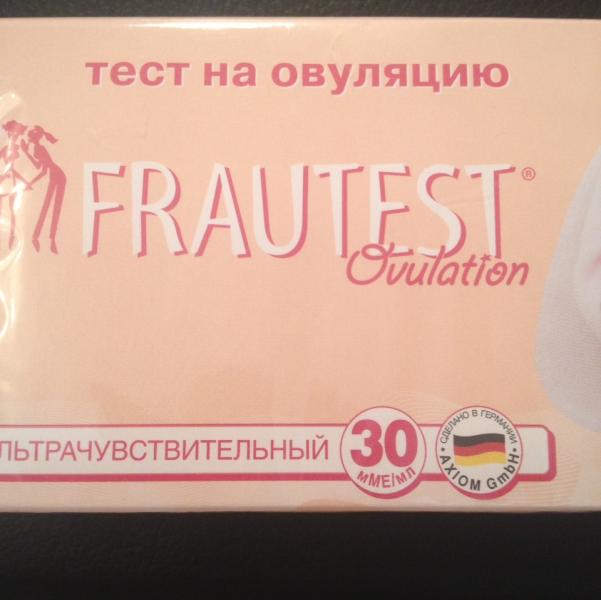 тест на овуляцию
FRAUTEST®
Ovulation
ЛЬТРАЧУВСТВИТЕЛЬНЫЙ
30
мМЕ/мл
СДЕЛАНО В ГЕРМАНИИ
AXIOM GmbH